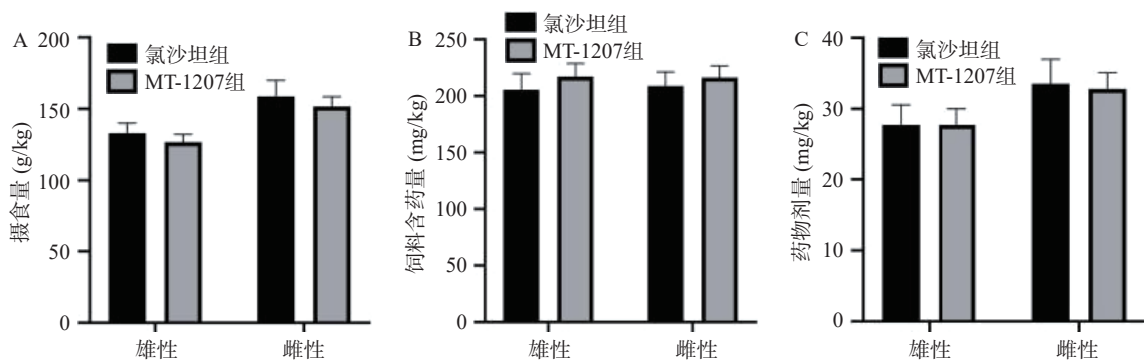 A
摄食量 (g/kg)
200
150
100
50
0
氯沙坦组
MT-1207组
雄性
雌性
B
饲料含药量 (mg/kg)
250
200
150
100
50
0
氯沙坦组
MT-1207组
雄性
雌性
C
药物剂量 (mg/kg)
40
30
20
10
0
氯沙坦组
MT-1207组
雄性
雌性